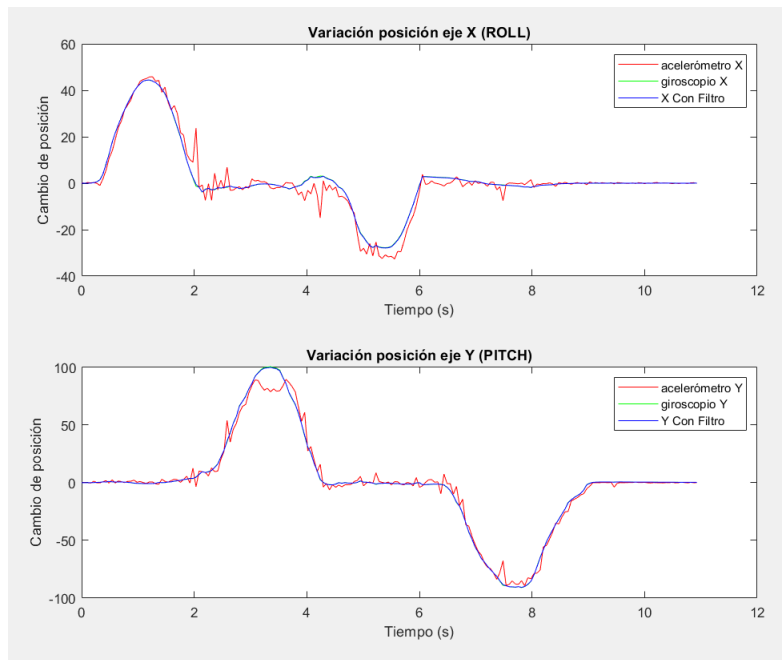 Variación posición eje X (ROLL)
60
40
20
0
-20
-40
Cambio de posición
acelerómetro X
giroscopio X
X Con Filtro
0 2 4 6 8 10 12
Tiempo (s)
Variación posición eje Y (PITCH)
100
50
0
-50
-100
Cambio de posición
acelerómetro Y
giroscopio Y
Y Con Filtro
0 2 4 6 8 10 12
Tiempo (s)